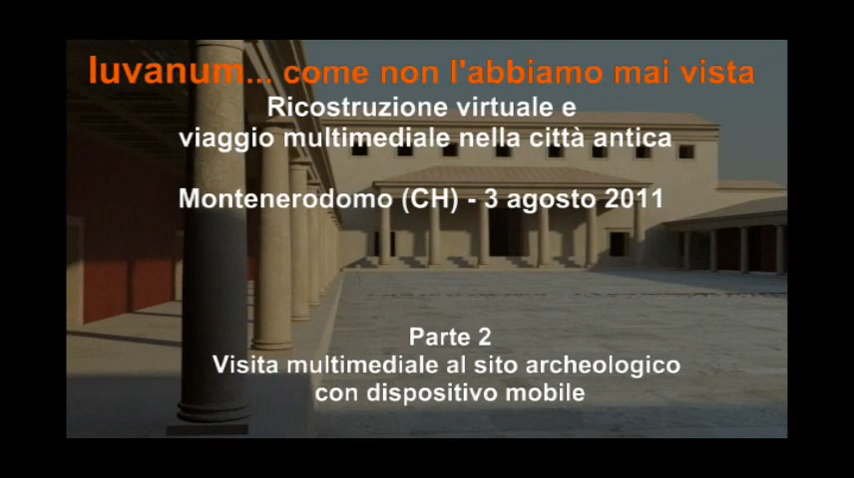 Iuvanum... come non l'abbiamo mai vista
Ricostruzione virtuale e
viaggio multimediale nella città antica
Montenerodomo (CH) - 3 agosto 2011
Parte 2
Visita multimediale al sito archeologico
con dispositivo mobile